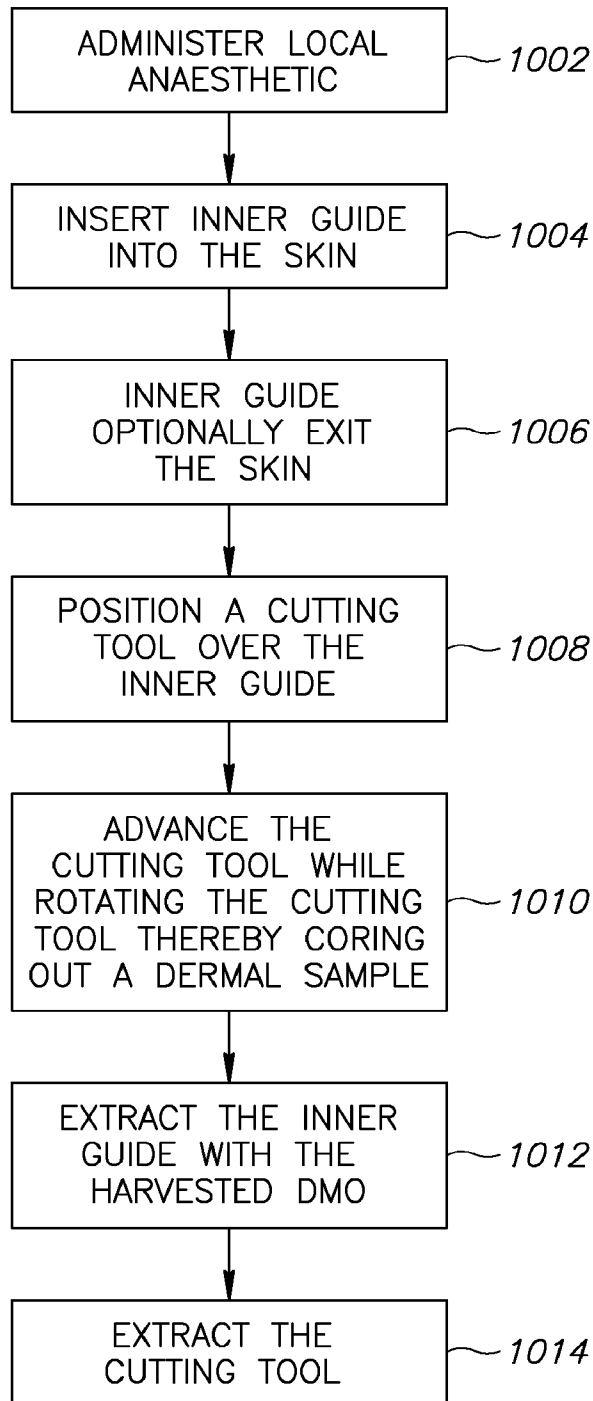 ADMINISTER LOCAL
ANAESTHETIC
1002
INSERT INNER GUIDE
INTO THE SKIN
1004
INNER GUIDE
OPTIONALLY EXIT
THE SKIN
1006
POSITION A CUTTING
TOOL OVER THE
INNER GUIDE
1008
ADVANCE THE
CUTTING TOOL WHILE
ROTATING THE CUTTING
TOOL THEREBY CORING
OUT A DERMAL SAMPLE
1010
EXTRACT THE INNER
GUIDE WITH THE
HARVESTED DMO
1012
EXTRACT THE
CUTTING TOOL
1014